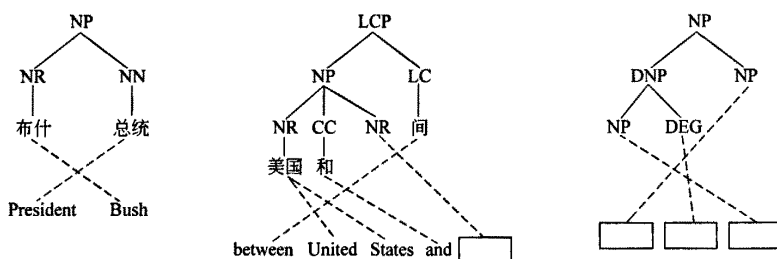 NP LCP NP
NR NN NP LC DNP NP
布什 总统 NR CC NR 间 NP DEG
美国 和
President Bush
between United States and